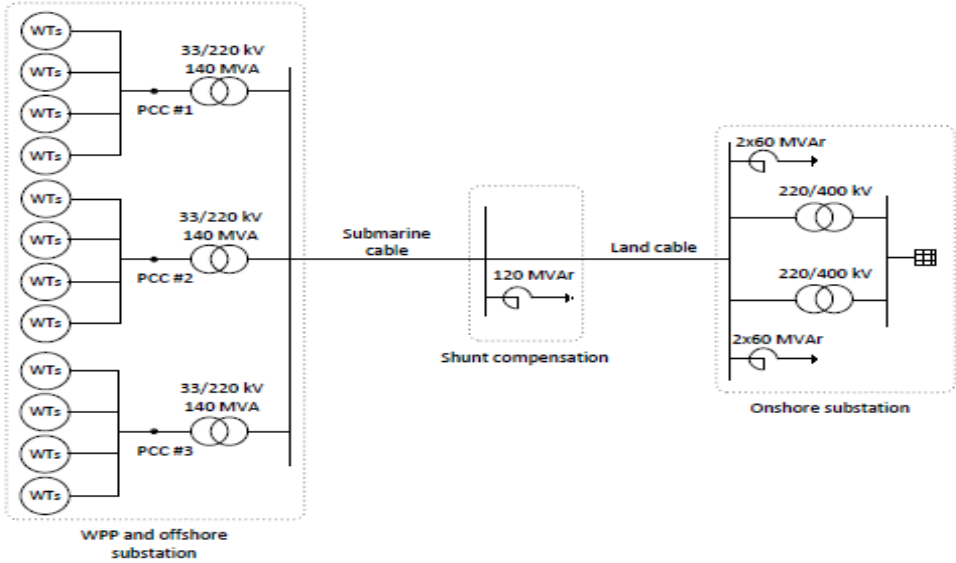 WTs
WTs
WTs
WTs
33/220 kV
140 MVA
PCC #1
WTs
WTs
WTs
WTs
33/220 kV
140 MVA
PCC #2
WTs
WTs
WTs
WTs
33/220 kV
140 MVA
PCC #3
WPP and offshore
substation
Submarine
cable
120 MVAr
Shunt compensation
Land cable
2x60 MVAr
220/400 kV
220/400 kV
2x60 MVAr
Onshore substation